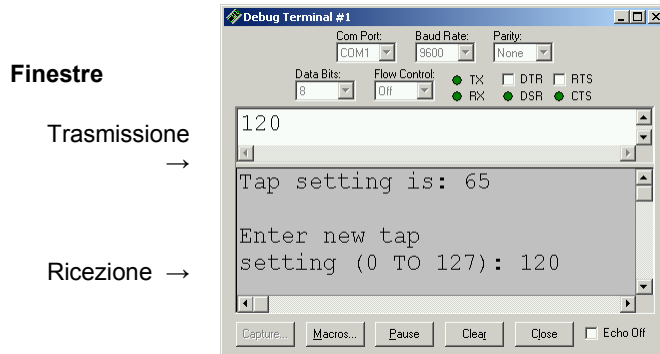 Finestre
Trasmissione
→
Ricezione →
Debug Terminal #1
Com Port: Baud Rate: Parity:
COM1 9600 None
Data Bits: Flow Control: TX DTR RTS
8 Off RX DSR CTS
120
Tap setting is: 65
Enter new tap
setting (0 TO 127): 120
Capture... Macros... Pause Clear Close Echo Off